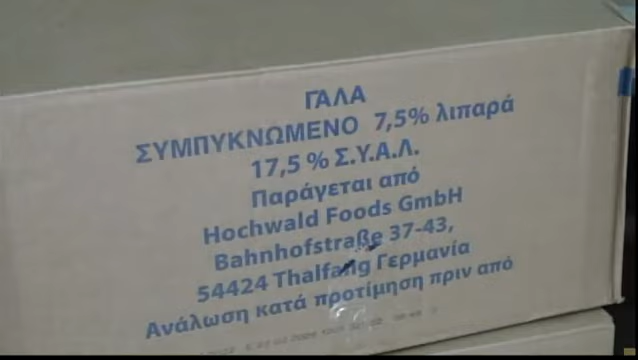 ΓΑΛΑ
ΣΥΜΠΥΚΝΩΜΕΝΟ 7,5% λιπαρά
17,5 % Σ.Υ.Α.Λ.
Παράγεται από
Hochwald Foods GmbH
Bahnhofstraße 37-43,
54424 Thalfang Γερμανία
Ανάλωση κατά προτίμηση πριν από